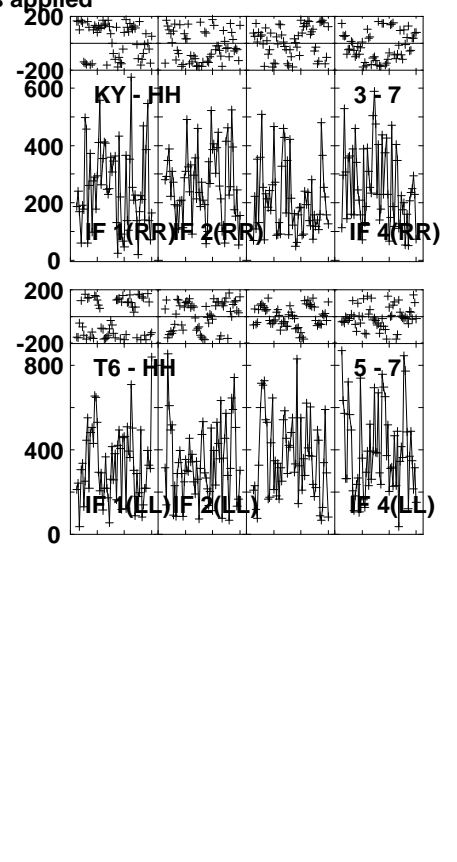 s applied
200
-200
600
KY - HH 3 - 7
400
200
IF 1(RR) IF 2(RR) IF 4(RR)
0
200
-200
800
T6 - HH 5 - 7
400
IF 1(LL) IF 2(LL) IF 4(LL)
0